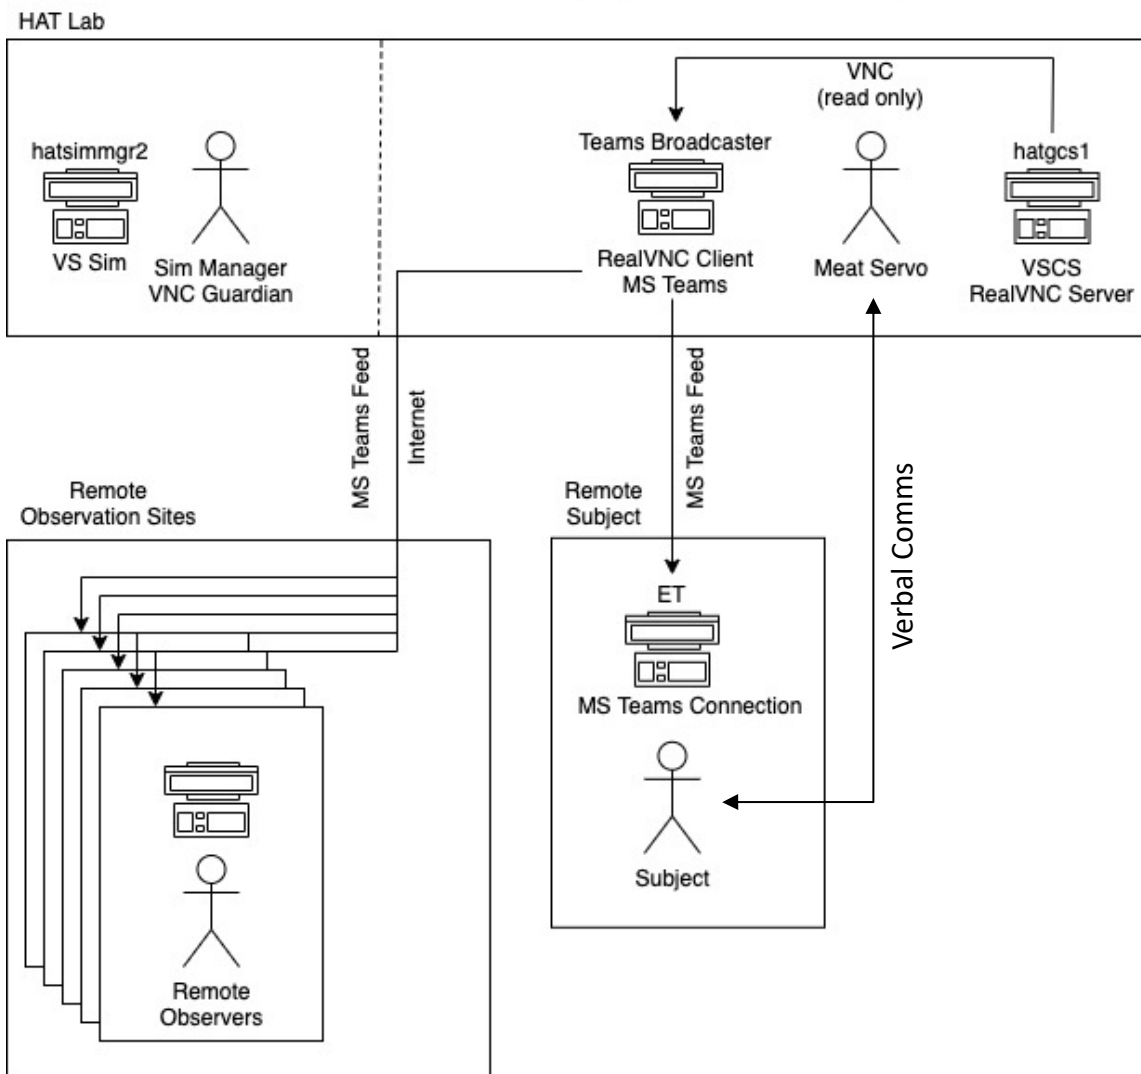 HAT Lab
VNC
(read only)
hatsimmgr2
Teams Broadcaster
hatgcs1
VS Sim
Sim Manager
VNC Guardian
RealVNC Client
MS Teams
Meat Servo
VSCS
RealVNC Server
MS Teams Feed
Internet
MS Teams Feed
Verbal Comms
Remote
Observation Sites
Remote
Subject
ET
MS Teams Connection
Subject
Remote
Observers